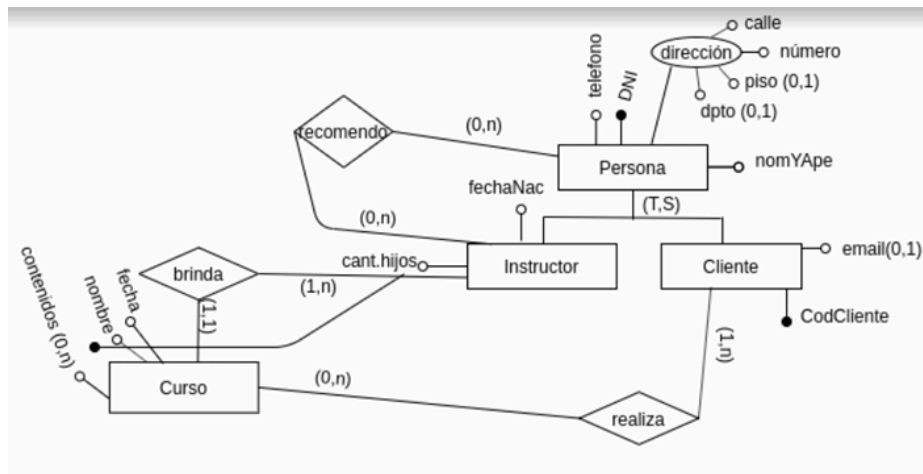 calle
dirección
número
piso (0,1)
dpto (0,1)
telefono
DNI
recomendo
(0,n)
Persona
nomYApe
fechaNac
(T,S)
(0,n)
cant.hijos
Instructor
Cliente
email(0,1)
CodCliente
brinda
(1,n)
(1,1)
fecha
nombre
contenidos (0,n)
Curso
(0,n)
(1,n)
realiza